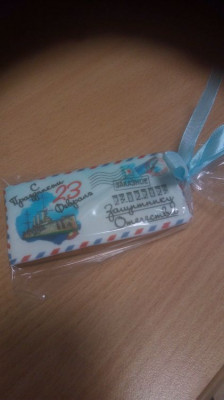 С
Праздником
23
Февраля
Защитнику
Отечества